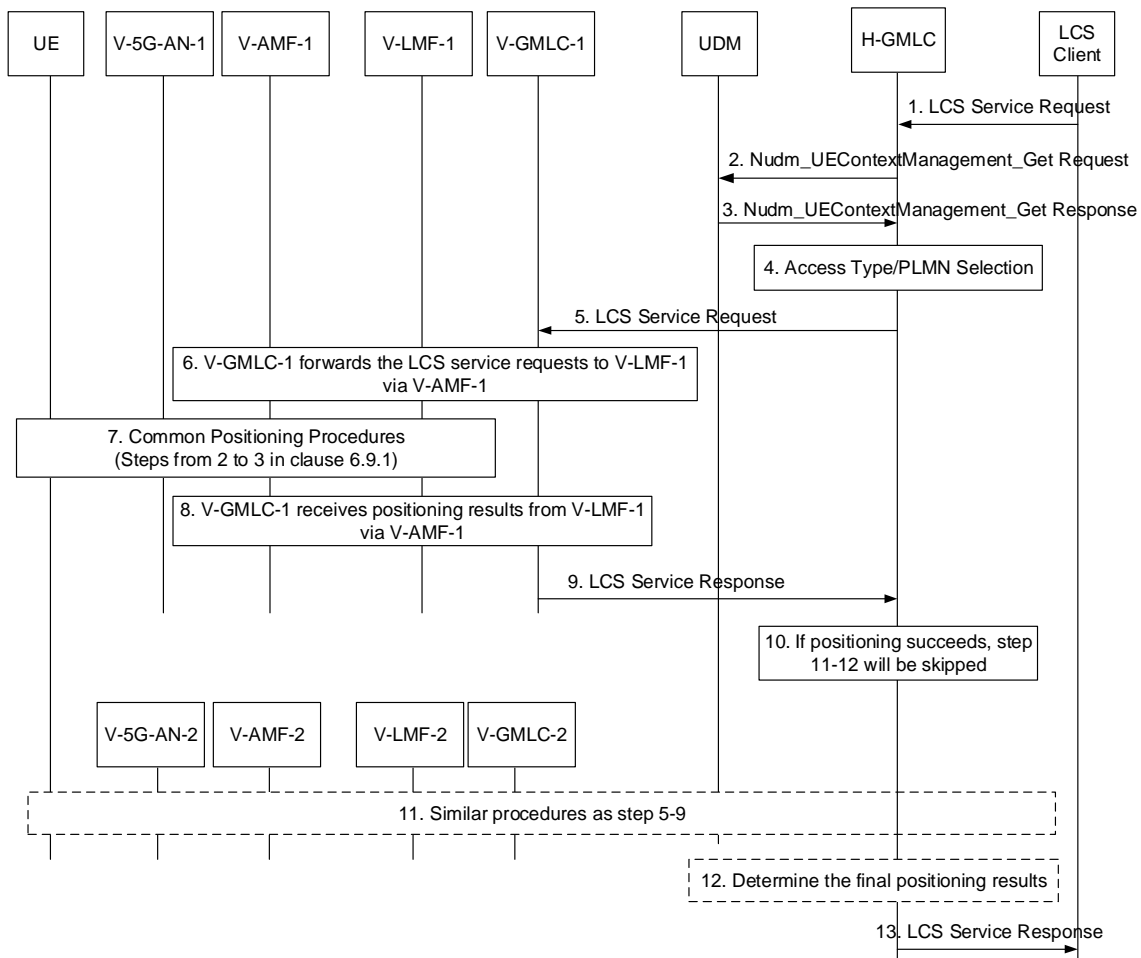 UE
V-5G-AN-1
V-AMF-1
V-LMF-1
V-GMLC-1
UDM
H-GMLC
LCS
Client
1. LCS Service Request
2. Nudm_UEContextManagement_Get Request
3. Nudm_UEContextManagement_Get Response
4. Access Type/PLMN Selection
5. LCS Service Request
6. V-GMLC-1 forwards the LCS service requests to V-LMF-1
via V-AMF-1
7. Common Positioning Procedures
(Steps from 2 to 3 in clause 6.9.1)
8. V-GMLC-1 receives positioning results from V-LMF-1
via V-AMF-1
9. LCS Service Response
10. If positioning succeeds, step
11-12 will be skipped
V-5G-AN-2
V-AMF-2
V-LMF-2
V-GMLC-2
11. Similar procedures as step 5-9
12. Determine the final positioning results
13. LCS Service Response